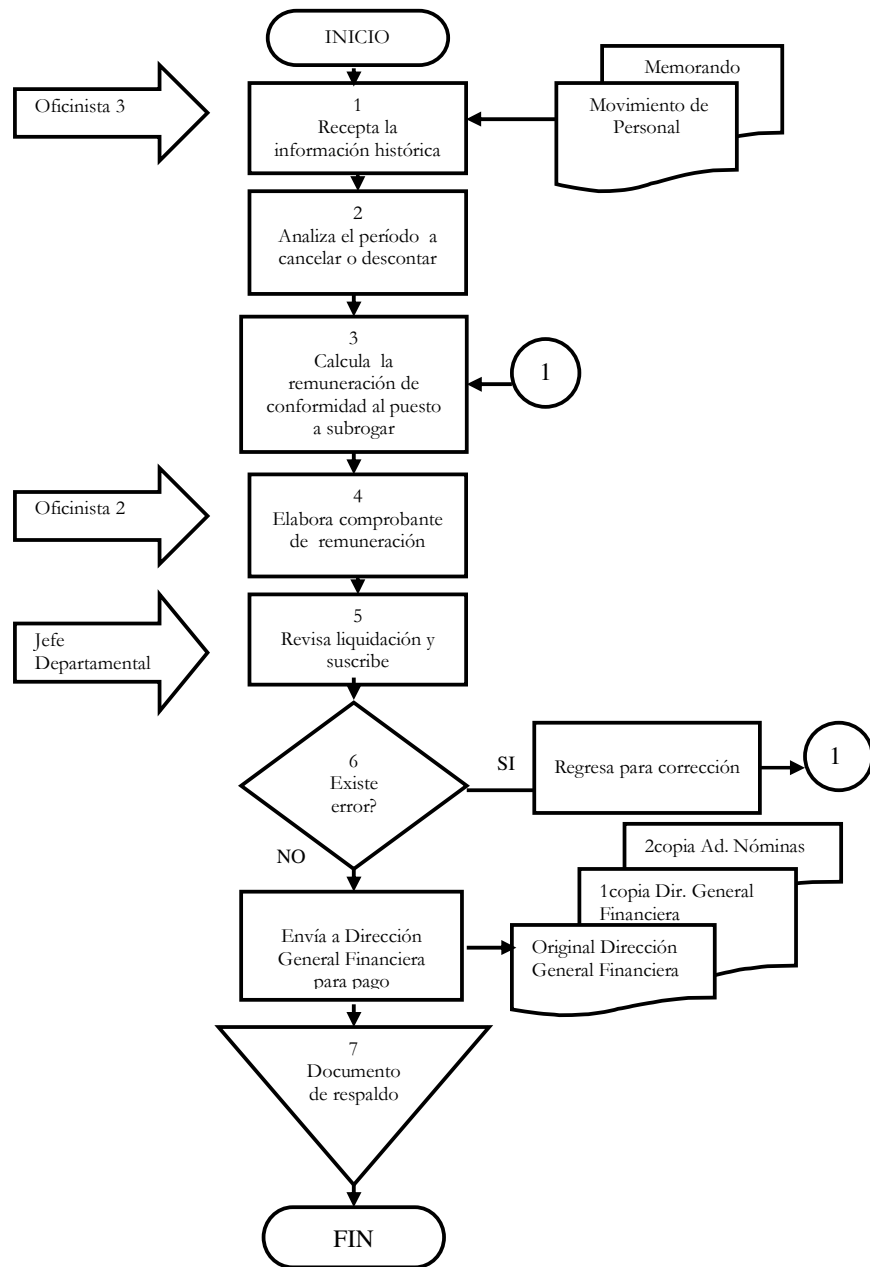 INICIO
Memorando
Oficinista 3
1
Recepta la
información histórica
Movimiento de
Personal
2
Analiza el período a
cancelar o descontar
3
Calcula la
remuneración de
conformidad al puesto
a subrogar
1
Oficinista 2
4
Elabora comprobante
de remuneración
Jefe
Departamental
5
Revisa liquidación y
suscribe
6
Existe
error?
SI
Regresa para corrección
1
NO
2copia Ad. Nóminas
1copia Dir. General
Financiera
Envía a Dirección
General Financiera
para pago
Original Dirección
General Financiera
7
Documento
de respaldo
FIN